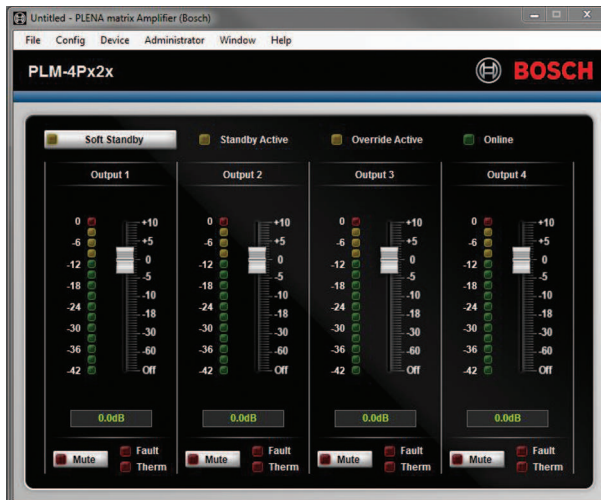 Untitled - PLENA matrix Amplifier (Bosch)
File Config Device Administrator Window Help
PLM-4Px2x BOSCH
Soft Standby Standby Active Override Active Online
Output 1 Output 2 Output 3 Output 4
0 +10 0 +10 0 +10 0 +10
-6 +5 -6 +5 -6 +5 -6 +5
-12 0 -12 0 -12 0 -12 0
-5 -5 -5 -5
-18 -10 -18 -10 -18 -10 -18 -10
-24 -18 -24 -18 -24 -18 -24 -18
-30 -30 -30 -30 -30 -30 -30 -30
-36 -60 -36 -60 -36 -60 -36 -60
-42 Off -42 Off -42 Off -42 Off
0.0dB 0.0dB 0.0dB 0.0dB
Mute Fault Mute Fault Mute Fault Mute Fault
Therm Therm Therm Therm